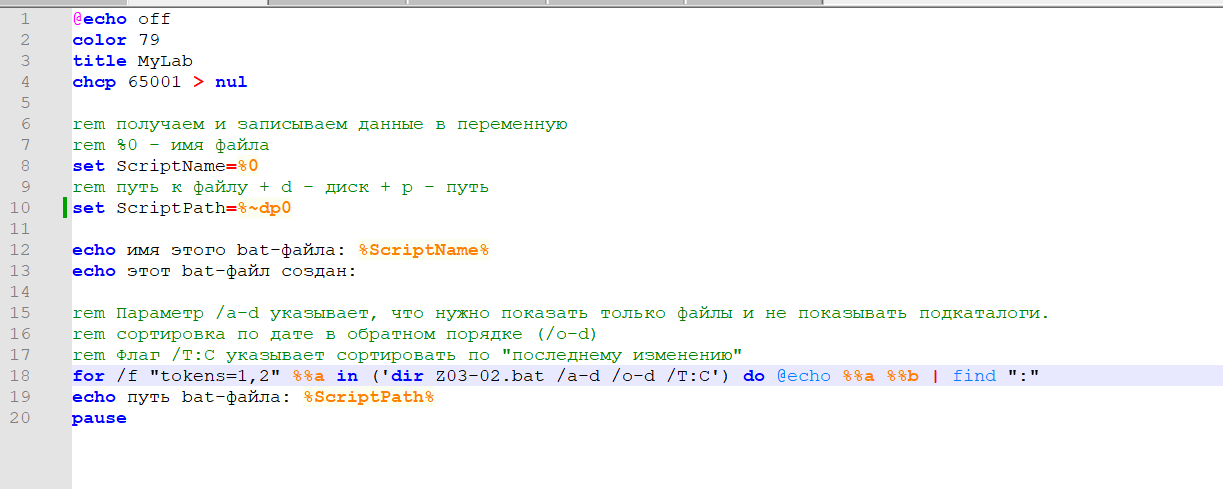 1 @echo off
2 color 79
3 title MyLab
4 chcp 65001 > nul
5
6 rem получаем и записываем данные в переменную
7 rem %0 - имя файла
8 set ScriptName=%0
9 rem путь к файлу + d - диск + p - путь
10 set ScriptPath=%~dp0
11
12 echo имя этого bat-файла: %ScriptName%
13 echo этот bat-файл создан:
14
15 rem Параметр /a-d указывает, что нужно показать только файлы и не показывать подкаталоги.
16 rem сортировка по дате в обратном порядке (/o-d)
17 rem Флаг /T:C указывает сортировать по "последнему изменению"
18 for /f "tokens=1,2" %%a in ('dir Z03-02.bat /a-d /o-d /T:C') do @echo %%a %%b | find ":"
19 echo путь bat-файла: %ScriptPath%
20 pause